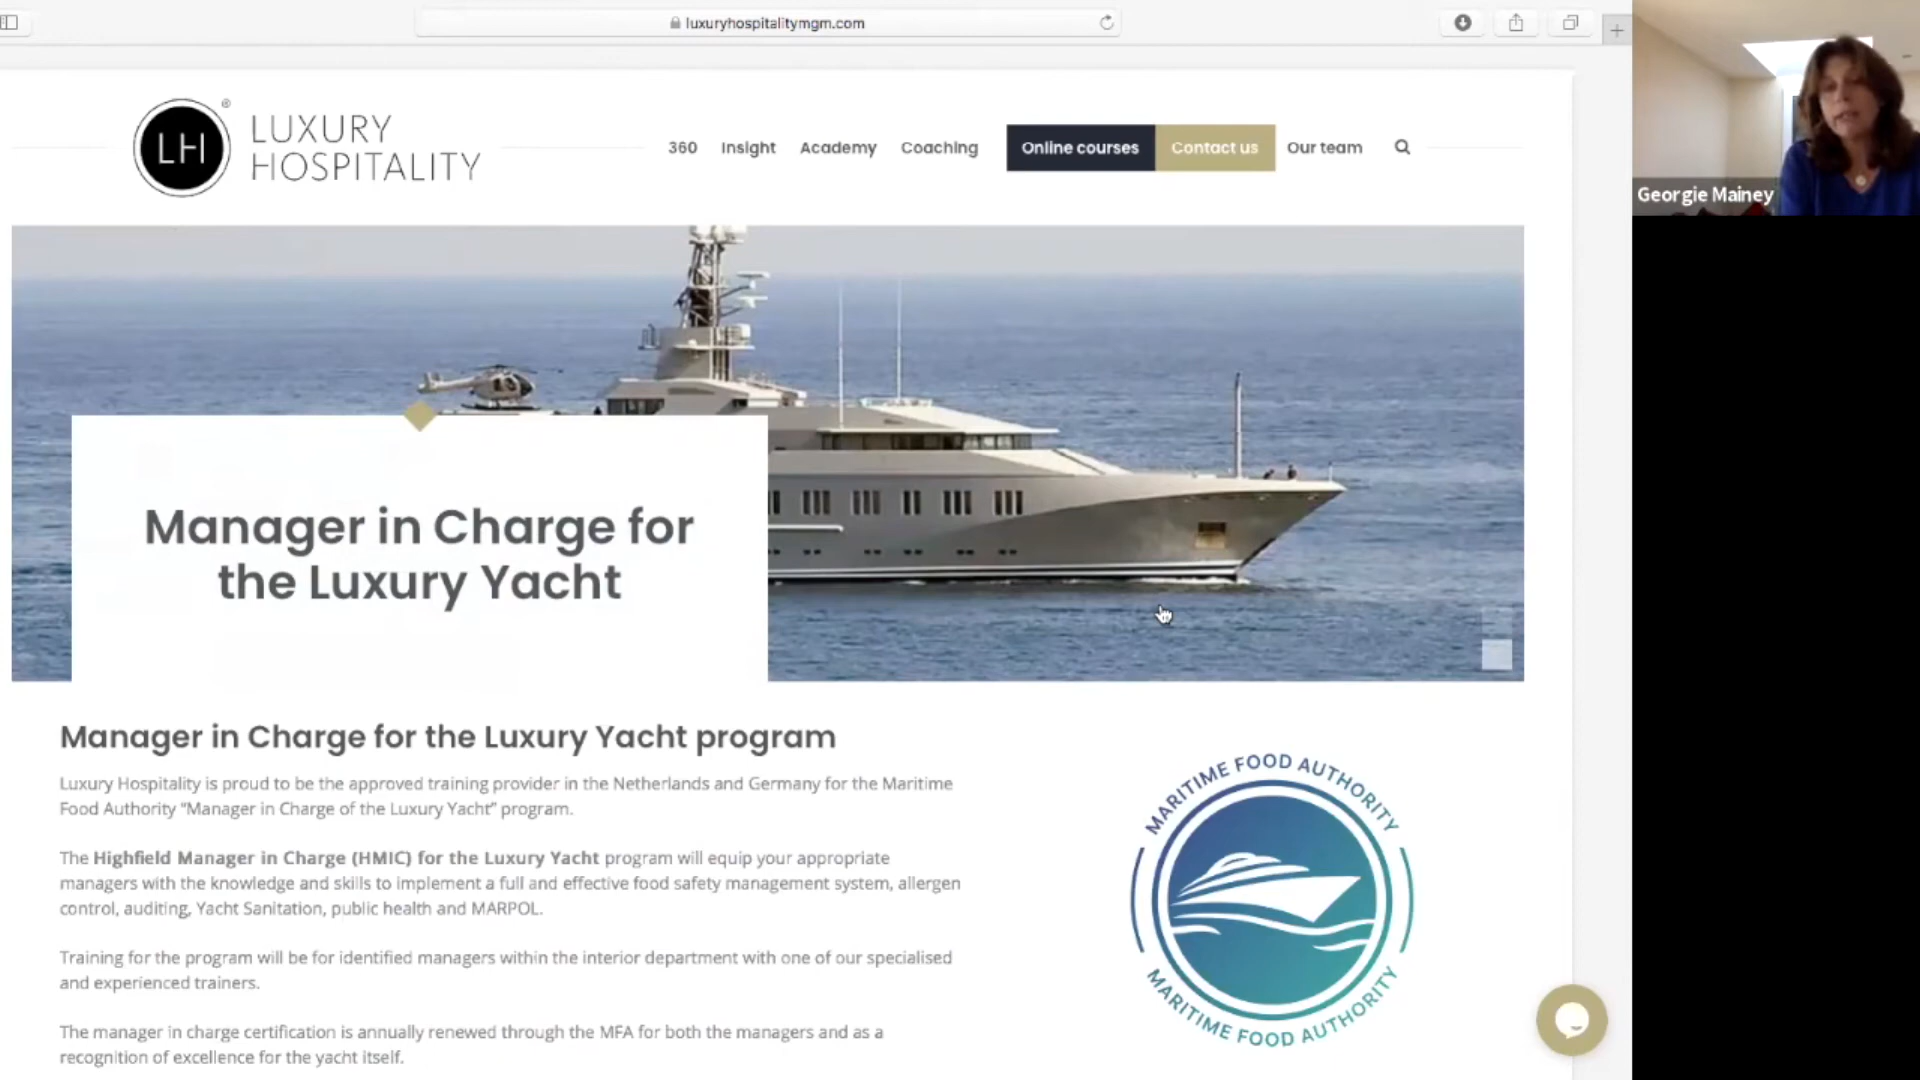 luxuryhospitalitymgm.com
LH
®
LUXURY
HOSPITALITY
360
Insight
Academy
Coaching
Online courses
Contact us
Our team
Georgie Mainey
Manager in Charge for
the Luxury Yacht
Manager in Charge for the Luxury Yacht program
Luxury Hospitality is proud to be the approved training provider in the Netherlands and Germany for the Maritime
Food Authority “Manager in Charge of the Luxury Yacht” program.
The Highfield Manager in Charge (HMIC) for the Luxury Yacht program will equip your appropriate
managers with the knowledge and skills to implement a full and effective food safety management system, allergen
control, auditing, Yacht Sanitation, public health and MARPOL.
Training for the program will be for identified managers within the interior department with one of our specialised
and experienced trainers.
The manager in charge certification is annually renewed through the MFA for both the managers and as a
recognition of excellence for the yacht itself.
MARITIME FOOD AUTHORITY
MARITIME FOOD AUTHORITY